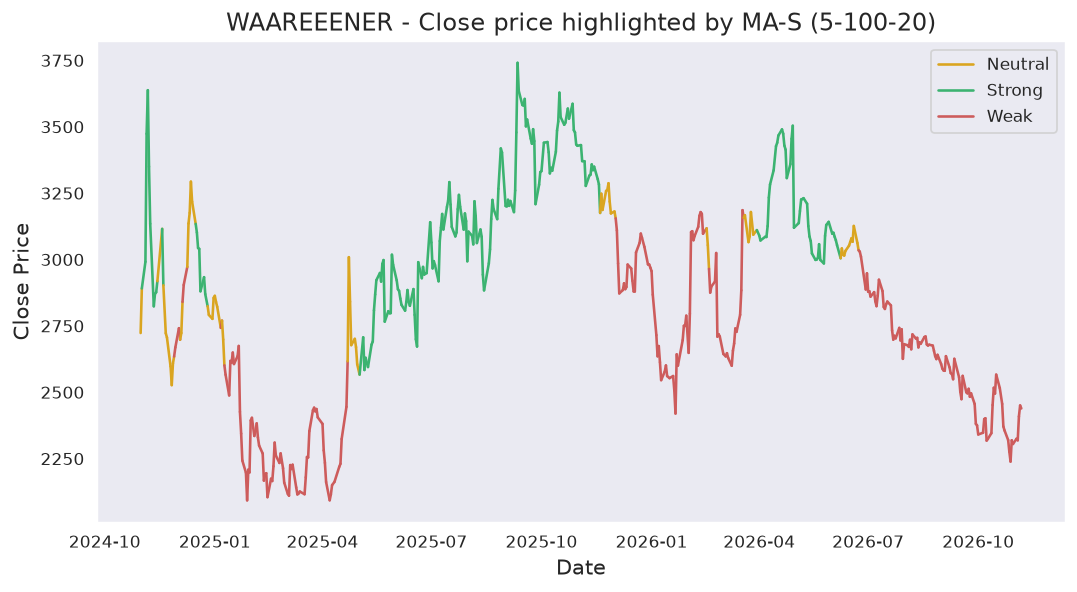 WAAREEENER - Close price highlighted by MA-S (5-100-20)
Neutral
Strong
Weak
Close Price
3750
3500
3250
3000
2750
2500
2250
2024-10 2025-01 2025-04 2025-07 2025-10 2026-01 2026-04 2026-07 2026-10
Date